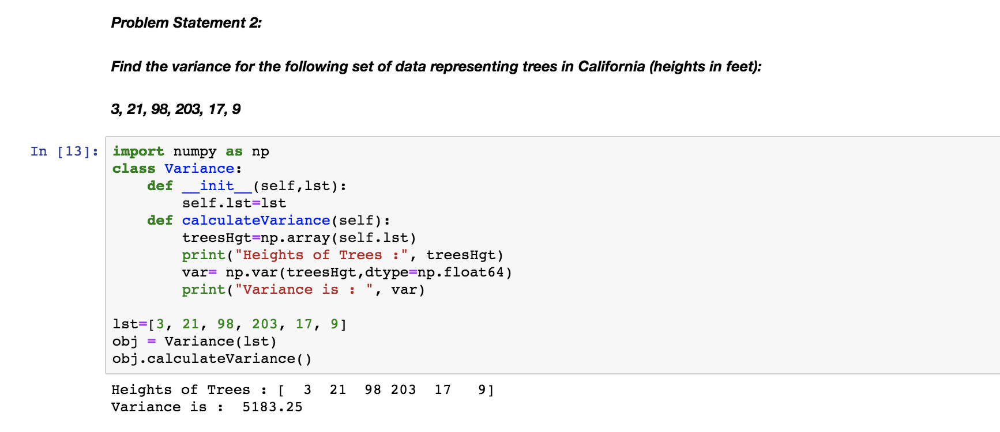 Problem Statement 2:
Find the variance for the following set of data representing trees in California (heights in feet):
3, 21, 98, 203, 17, 9
In [13]:
import numpy as np
class Variance:
    def __init__(self,lst):
        self.lst=lst
    def calculateVariance(self):
        treesHgt=np.array(self.lst)
        print("Heights of Trees :", treesHgt)
        var= np.var(treesHgt,dtype=np.float64)
        print("Variance is : ", var)

lst=[3, 21, 98, 203, 17, 9]
obj = Variance(lst)
obj.calculateVariance()
Heights of Trees : [  3  21  98 203  17   9]
Variance is :  5183.25